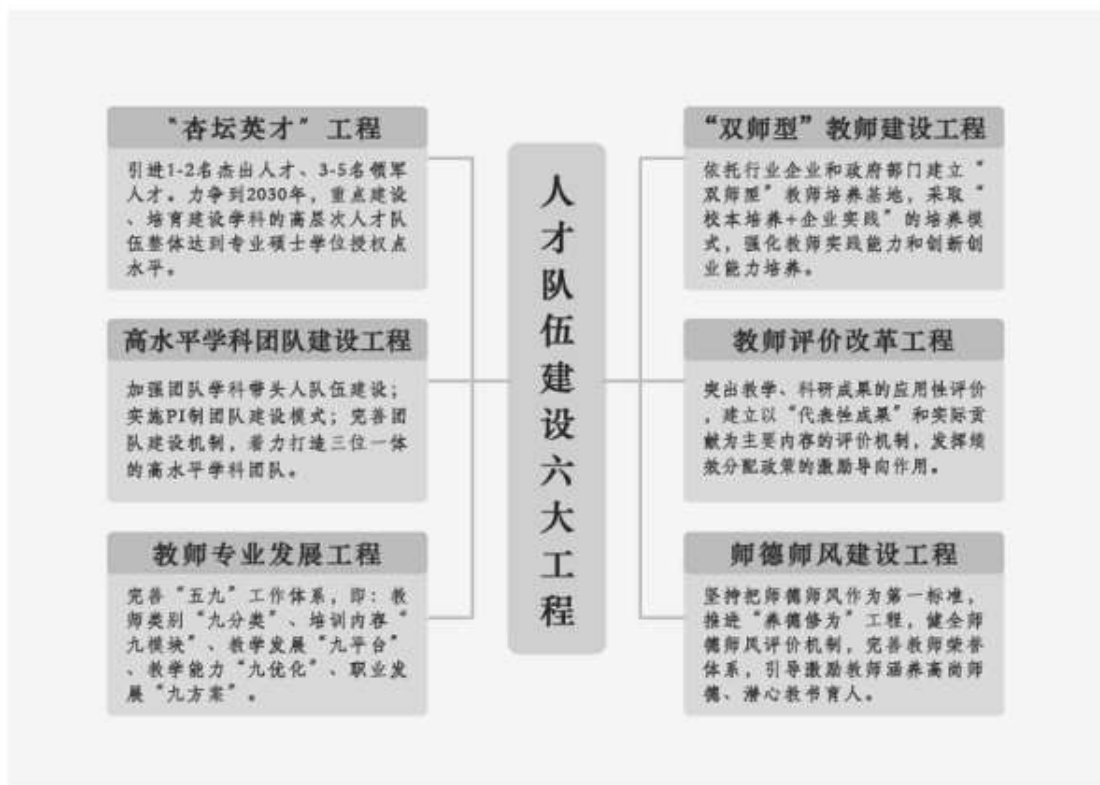 “杏坛英才”工程
引进1-2名杰出人才、3-5名领军
人才。力争到2030年，重点建设
、培育建设学科的高层次人才队
伍整体达到专业硕士学位授权点
水平。
高水平学科团队建设工程
加强团队学科带头人队伍建设；
实施PI制团队建设模式；完善团
队建设机制，着力打造三位一体
的高水平学科团队。
教师专业发展工程
完善“五九”工作体系，即：教
师类别“九分类”、培训内容“
九模块”、教学发展“九平台”
、教学能力“九优化”、职业发
展“九方案”。
人才队伍建设六大工程
“双师型”教师建设工程
依托行业企业和政府部门建立“
双师型”教师培养基地，采取“
校本培养+企业实践”的培养模
式，强化教师实践能力和创新创
业能力培养。
教师评价改革工程
突出教学、科研成果的应用性评价
，建立以“代表性成果”和实际贡
献为主要内容的评价机制，发挥绩
效分配政策的激励导向作用。
师德师风建设工程
坚持把师德师风作为第一标准，
推进“养德修为”工程，健全师
德师风评价机制，完善教师荣誉
体系，引导激励教师涵养高尚师
德、潜心教书育人。